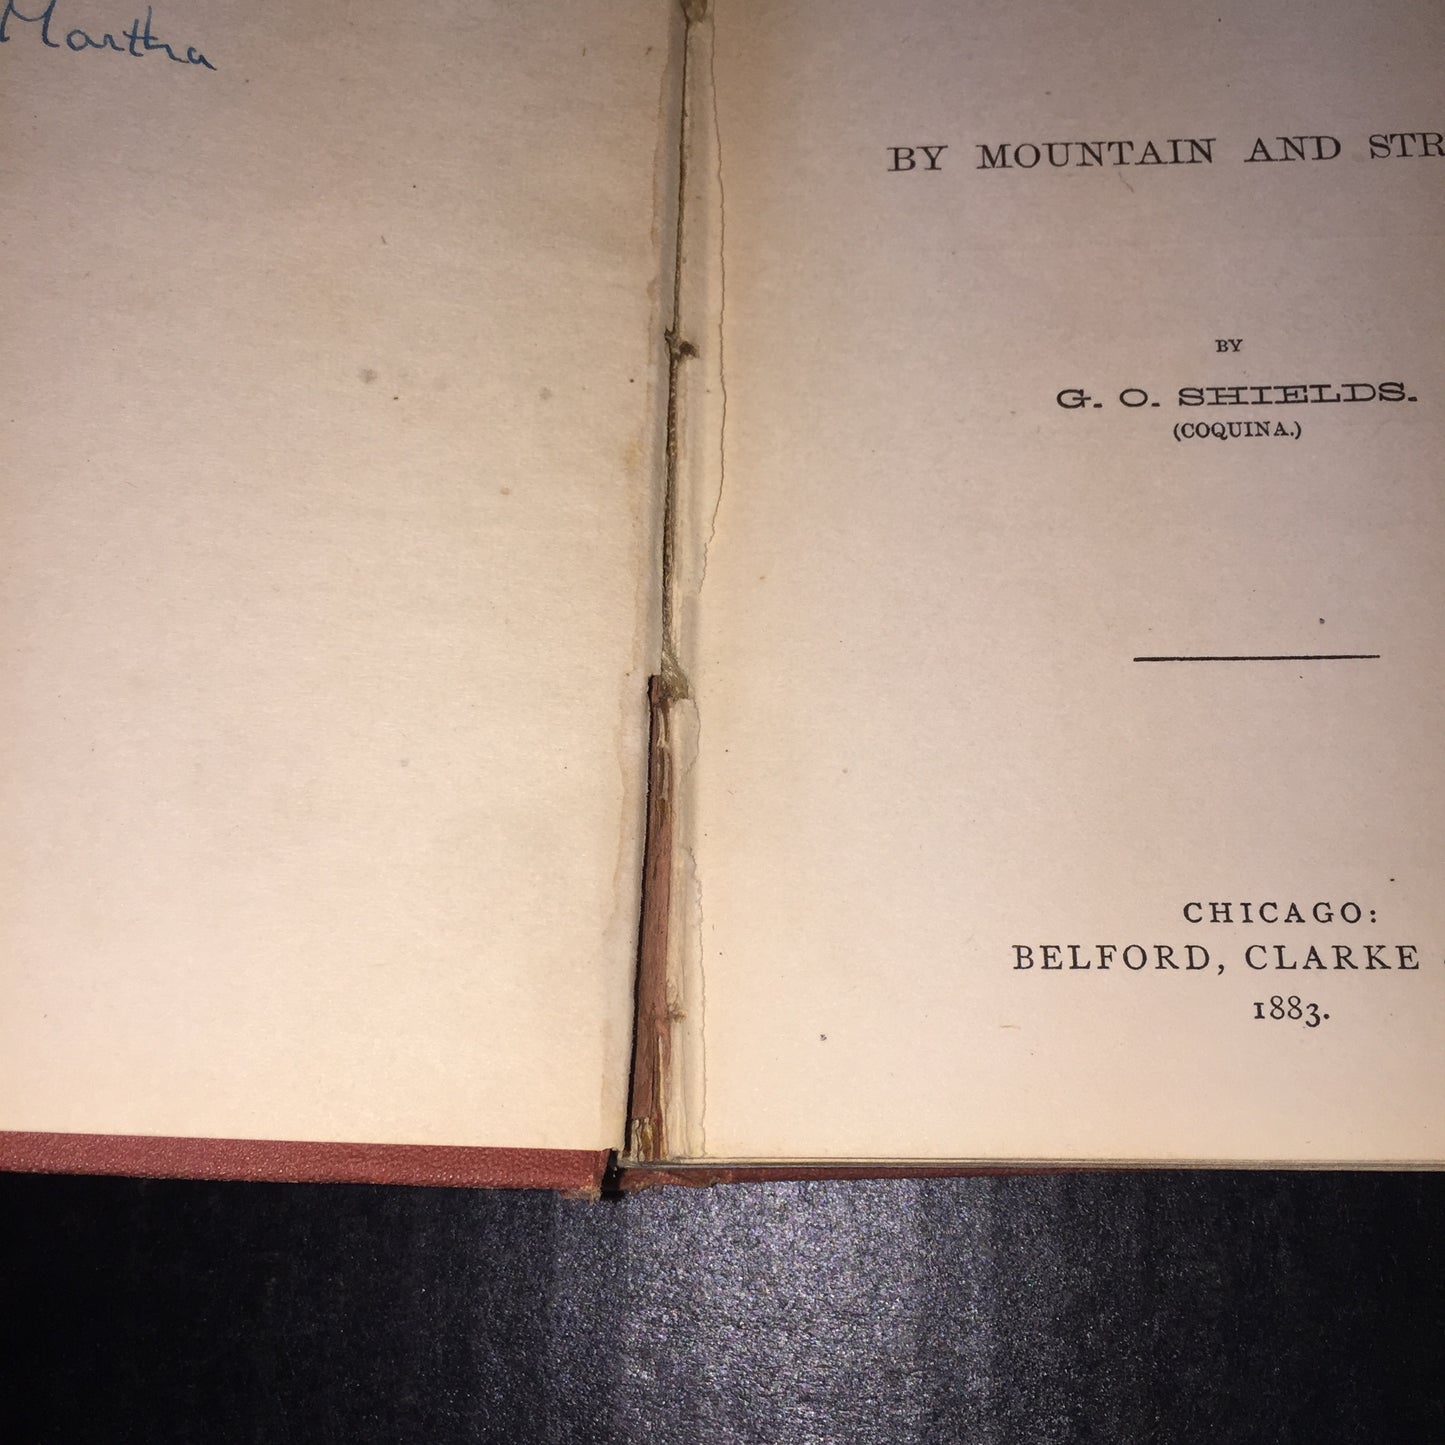 Martha
BY MOUNTAIN AND STR
BY
G. O. SHIELDS.
(COQUINA.)
CHICAGO:
BELFORD, CLARKE
1883.